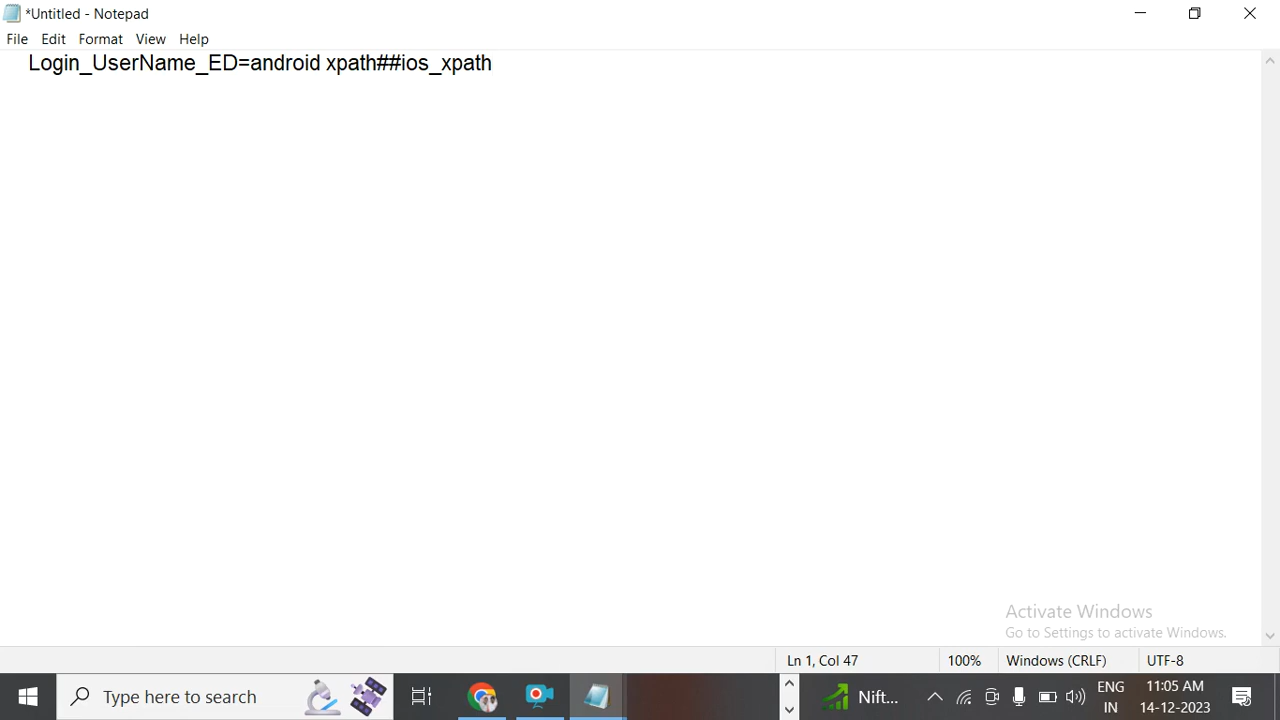 *Untitled - Notepad
File Edit Format View Help
Login_UserName_ED=android xpath##ios_xpath
Activate Windows
Go to Settings to activate Windows.
Ln 1, Col 47 100% Windows (CRLF) UTF-8
Type here to search Nift... ENG IN 11:05 AM 14-12-2023